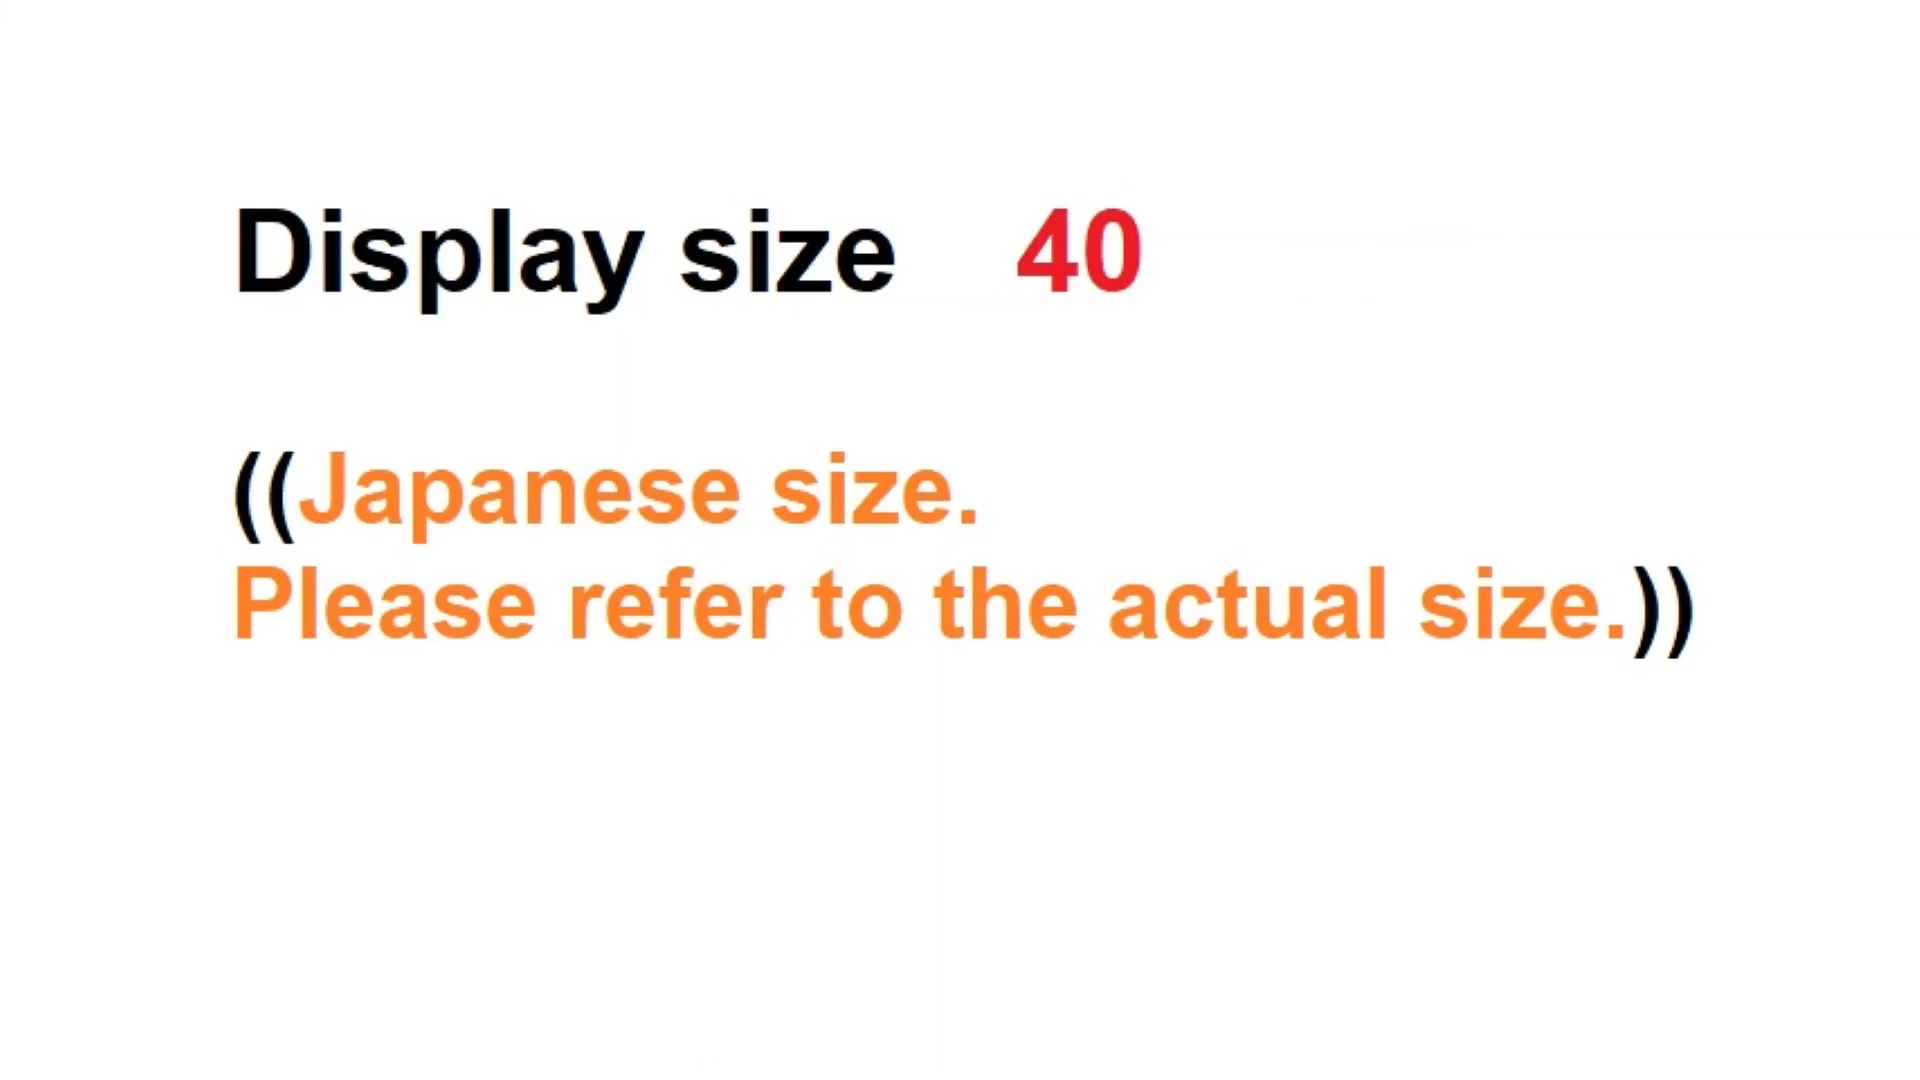 Display size 40
((Japanese size.
Please refer to the actual size.))